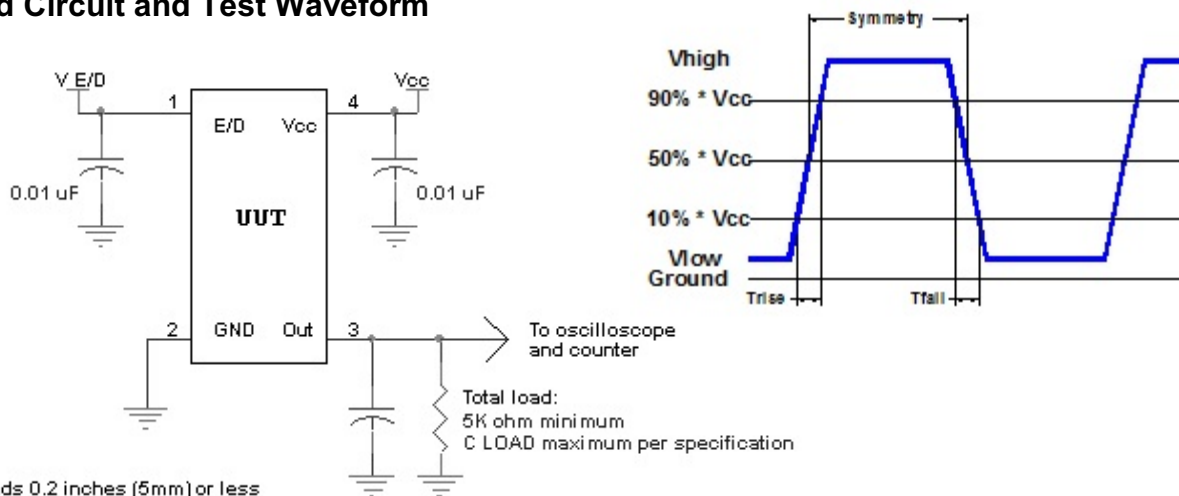 d Circuit and Test Waveform
V E/D
1
E/D
Vcc
4
Vcc
0.01 uF
0.01 uF
UUT
2
GND
Out
3
To oscilloscope
and counter
Total load:
5K ohm minimum
C LOAD maximum per specification
ds 0.2 inches (5mm) or less
Symmetry
Vhigh
90% * Vcc
50% * Vcc
10% * Vcc
Vlow
Ground
Trise
Tfall